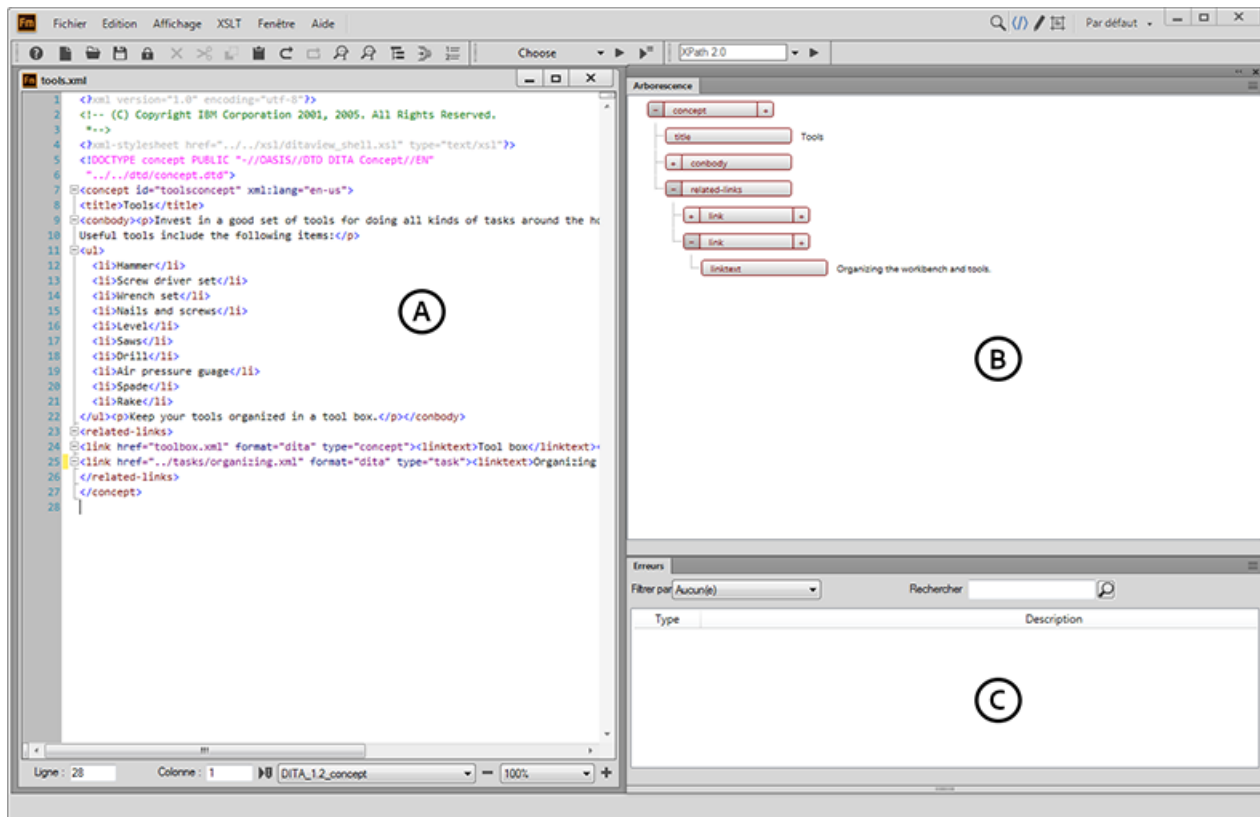 Fm Fichier Edition Affichage XSLT Fenêtre Aide Par défaut
Choose XPath 2.0
Fm tools.xml
1 <?xml version="1.0" encoding="utf-8"?>
2 <!-- (C) Copyright IBM Corporation 2001, 2005. All Rights Reserved.
3 *-->
4 <?xml-stylesheet href="../../xsl/ditaview_shell.xsl" type="text/xsl"?>
5 <!DOCTYPE concept PUBLIC "-//OASIS//DTD DITA Concept//EN"
6 "../../dtd/concept.dtd">
7 <concept id="toolsconcept" xml:lang="en-us">
8 <title>Tools</title>
9 <conbody><p>Invest in a good set of tools for doing all kinds of tasks around the ho
10 Useful tools include the following items:</p>
11 <ul>
12 <li>Hammer</li>
13 <li>Screw driver set</li>
14 <li>Wrench set</li>
15 <li>Nails and screws</li>
16 <li>Level</li>
17 <li>Saws</li>
18 <li>Drill</li>
19 <li>Air pressure guage</li>
20 <li>Spade</li>
21 <li>Rake</li>
22 </ul><p>Keep your tools organized in a tool box.</p></conbody>
23 <related-links>
24 <link href="toolbox.xml" format="dita" type="concept"><linktext>Tool box</linktext><
25 <link href="../tasks/organizing.xml" format="dita" type="task"><linktext>Organizing
26 </related-links>
27 </concept>
28
A
Ligne : 28 Colonne : 1 DITA_1.2_concept 100%
Arborescence
concept
title Tools
conbody
related-links
link
link
linktext Organizing the workbench and tools.
B
Erreurs
Filtrer par Aucun(e) Rechercher
Type Description
C